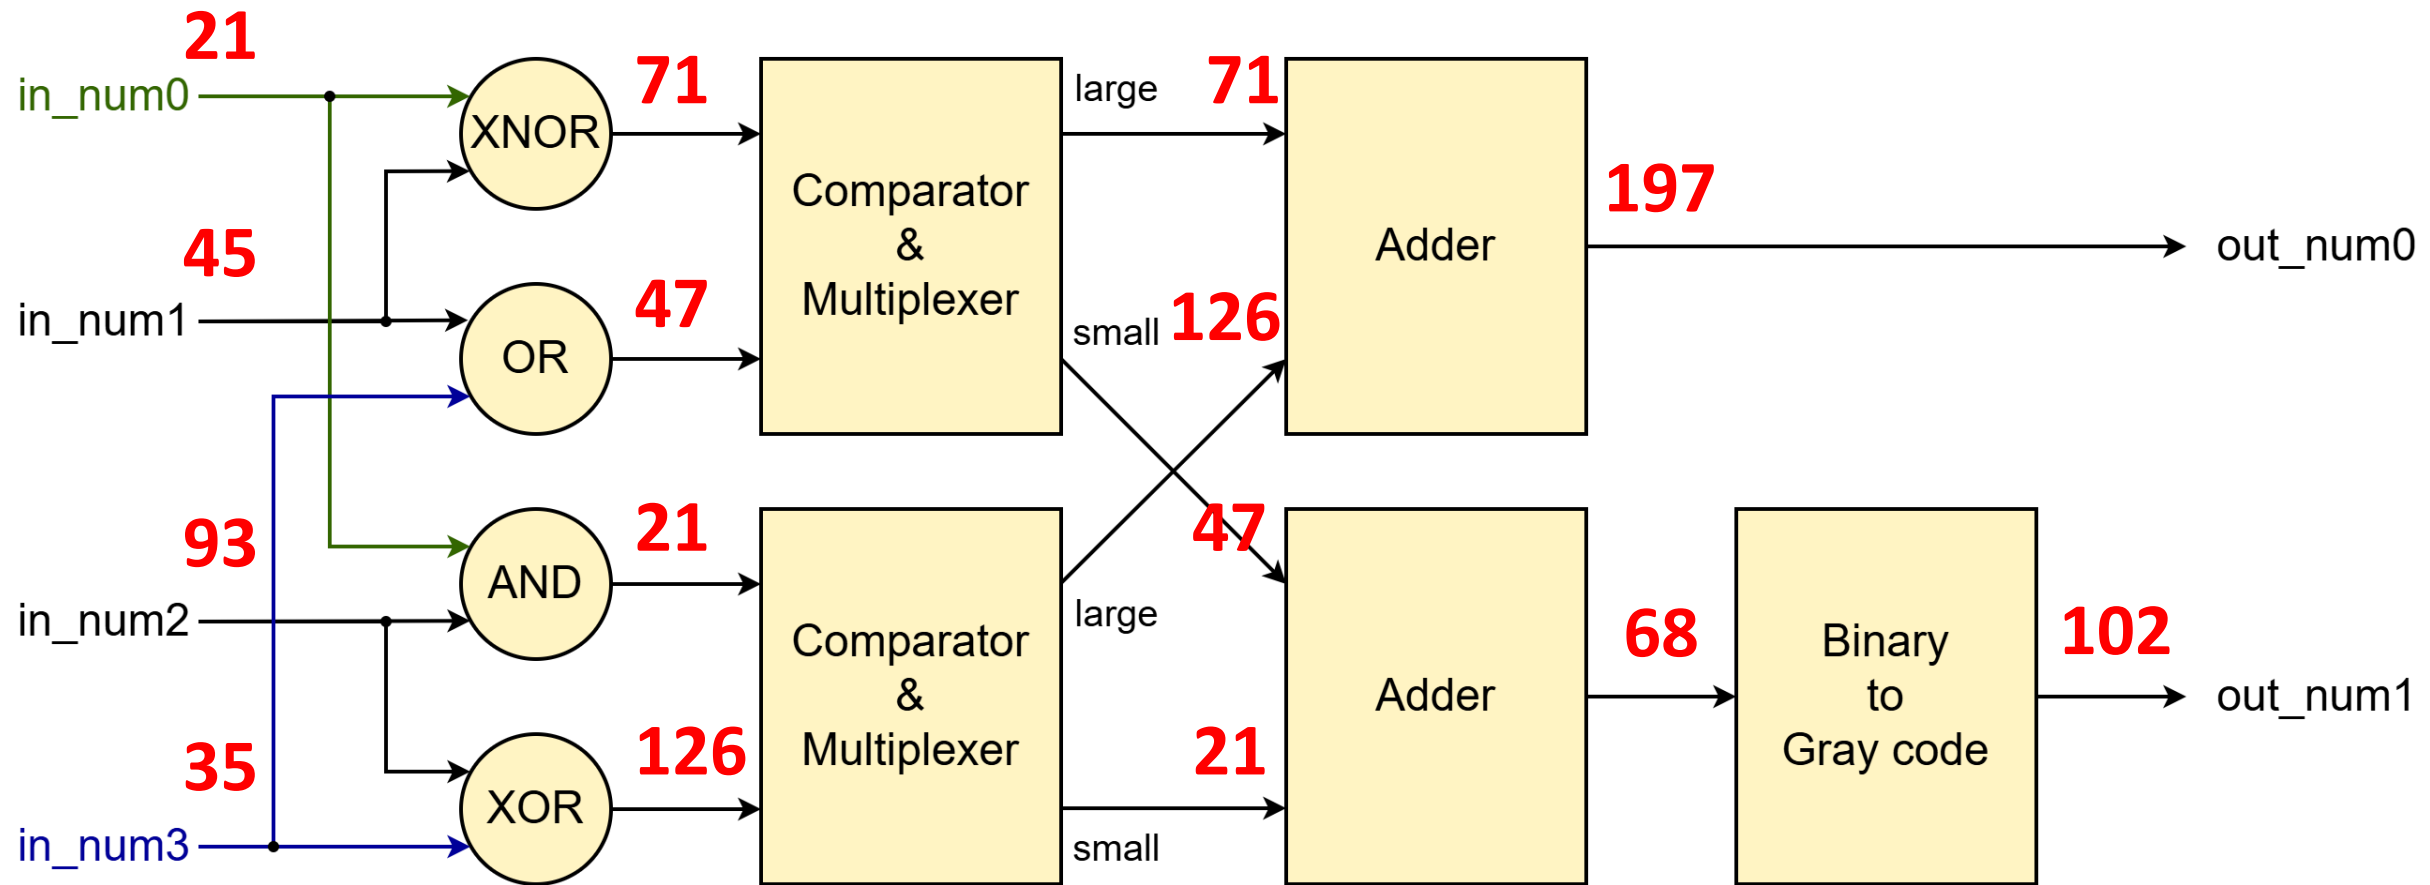 21
in_num0
XNOR
71
large
71
Comparator
&
Multiplexer
Adder
197
out_num0
45
in_num1
OR
47
small
126
93
in_num2
AND
21
large
47
Comparator
&
Multiplexer
Adder
68
Binary
to
Gray code
102
out_num1
35
in_num3
XOR
126
small
21